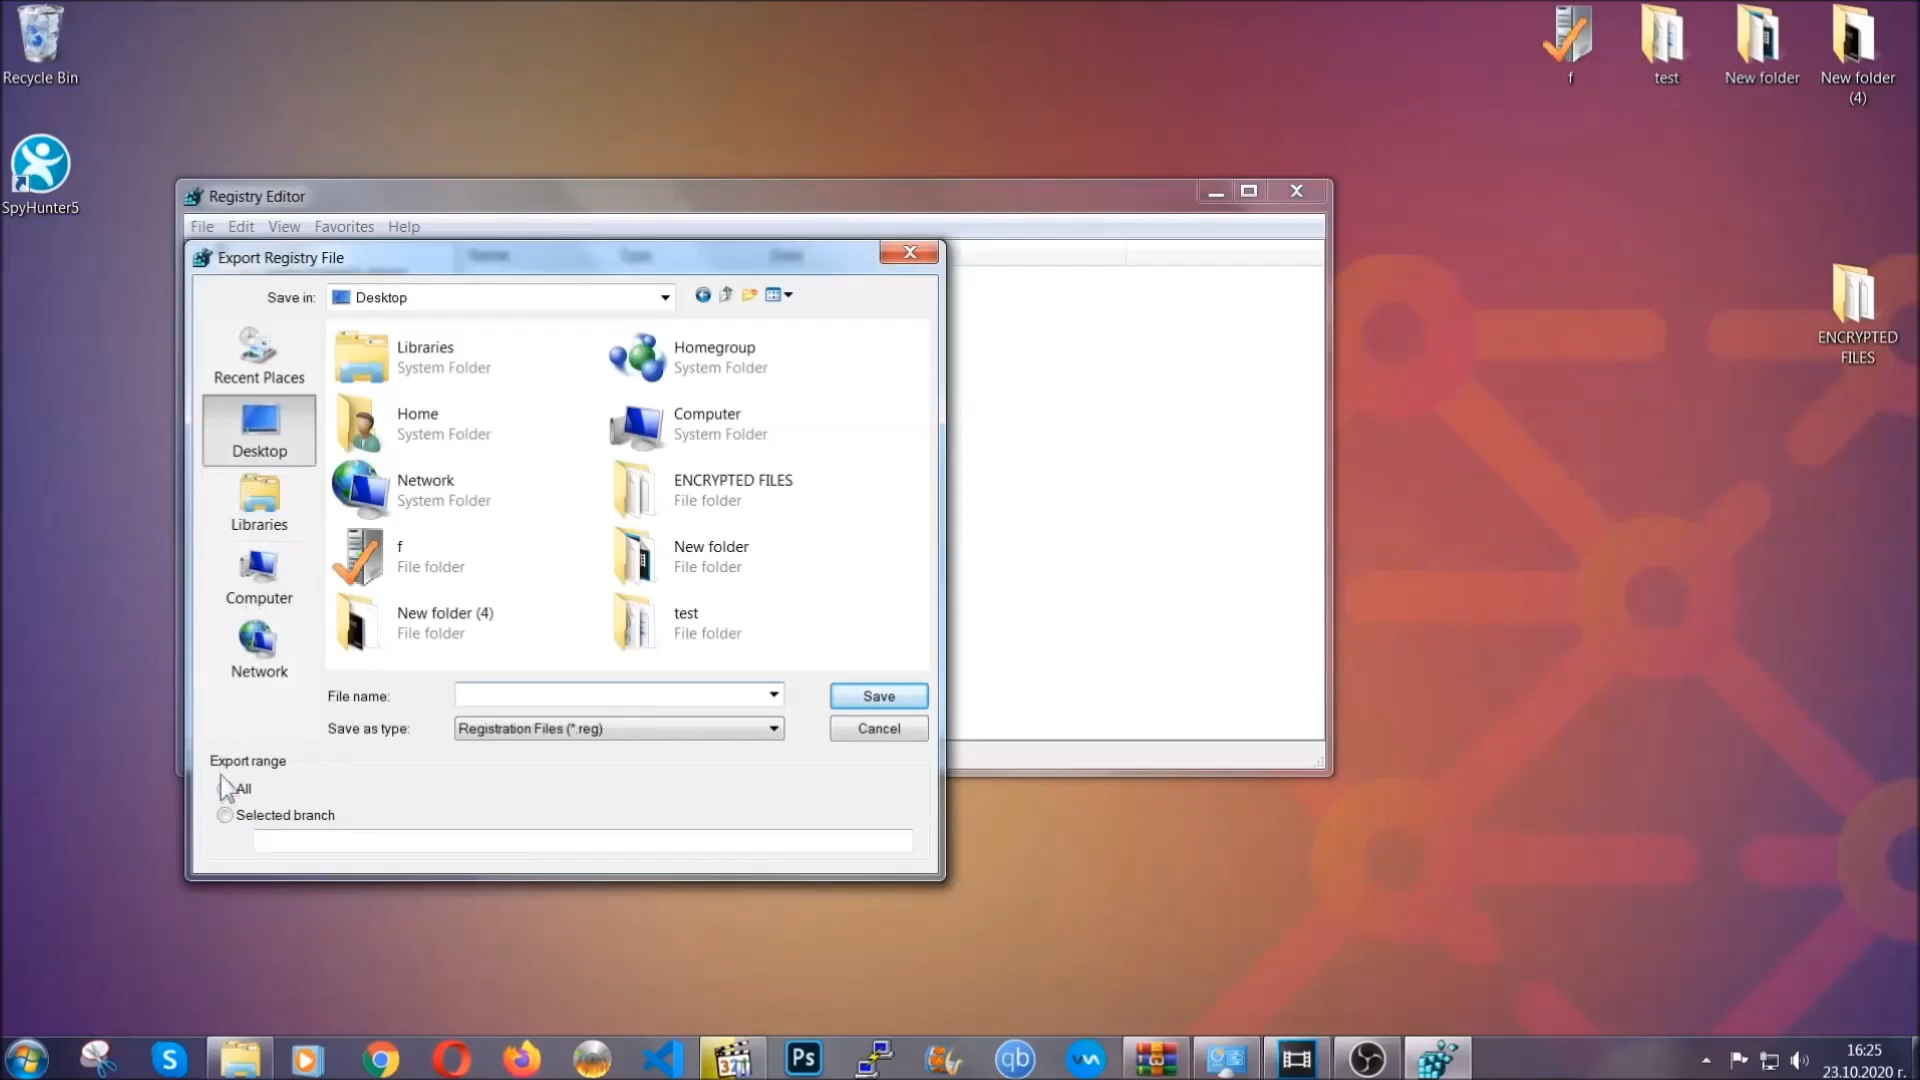 Recycle Bin
SpyHunter5
f
test
New folder
New folder
(4)
ENCRYPTED
FILES
Registry Editor
File Edit View Favorites Help
Export Registry File
Save in:
Desktop
Recent Places
Desktop
Libraries
Computer
Network
Libraries
System Folder
Homegroup
System Folder
Home
System Folder
Computer
System Folder
Network
System Folder
ENCRYPTED FILES
File folder
f
File folder
New folder
File folder
New folder (4)
File folder
test
File folder
File name:
Save
Save as type:
Registration Files (*.reg)
Cancel
Export range
All
Selected branch
S
321
Ps
qb
16:25
23.10.2020 г.